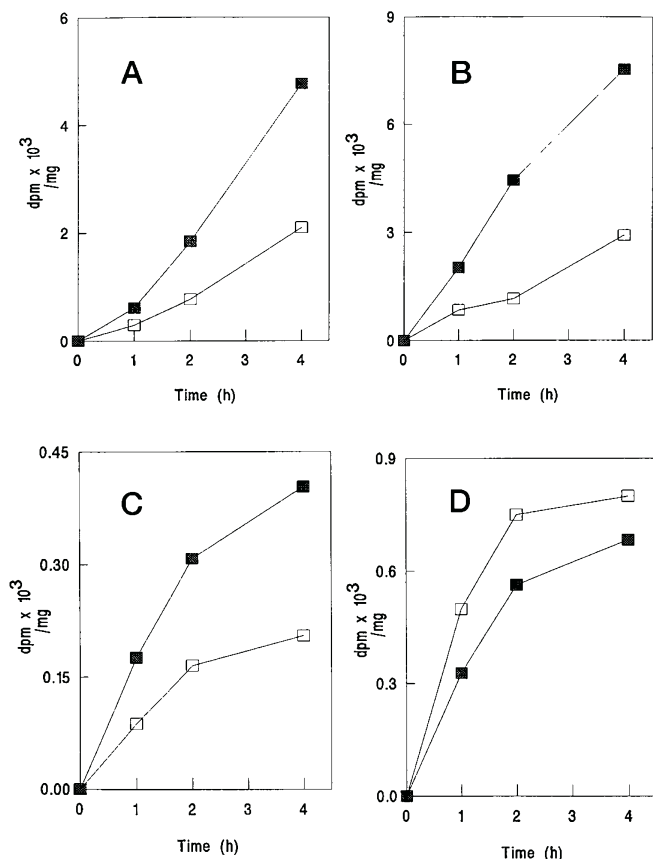 A
6
4
2
0
dpm x 10³
/mg
0 1 2 3 4
Time (h)
B
9
6
3
0
dpm x 10³
/mg
0 1 2 3 4
Time (h)
C
0.45
0.30
0.15
0.00
dpm x 10³
/mg
0 1 2 3 4
Time (h)
D
0.9
0.6
0.3
0.0
dpm x 10³
/mg
0 1 2 3 4
Time (h)